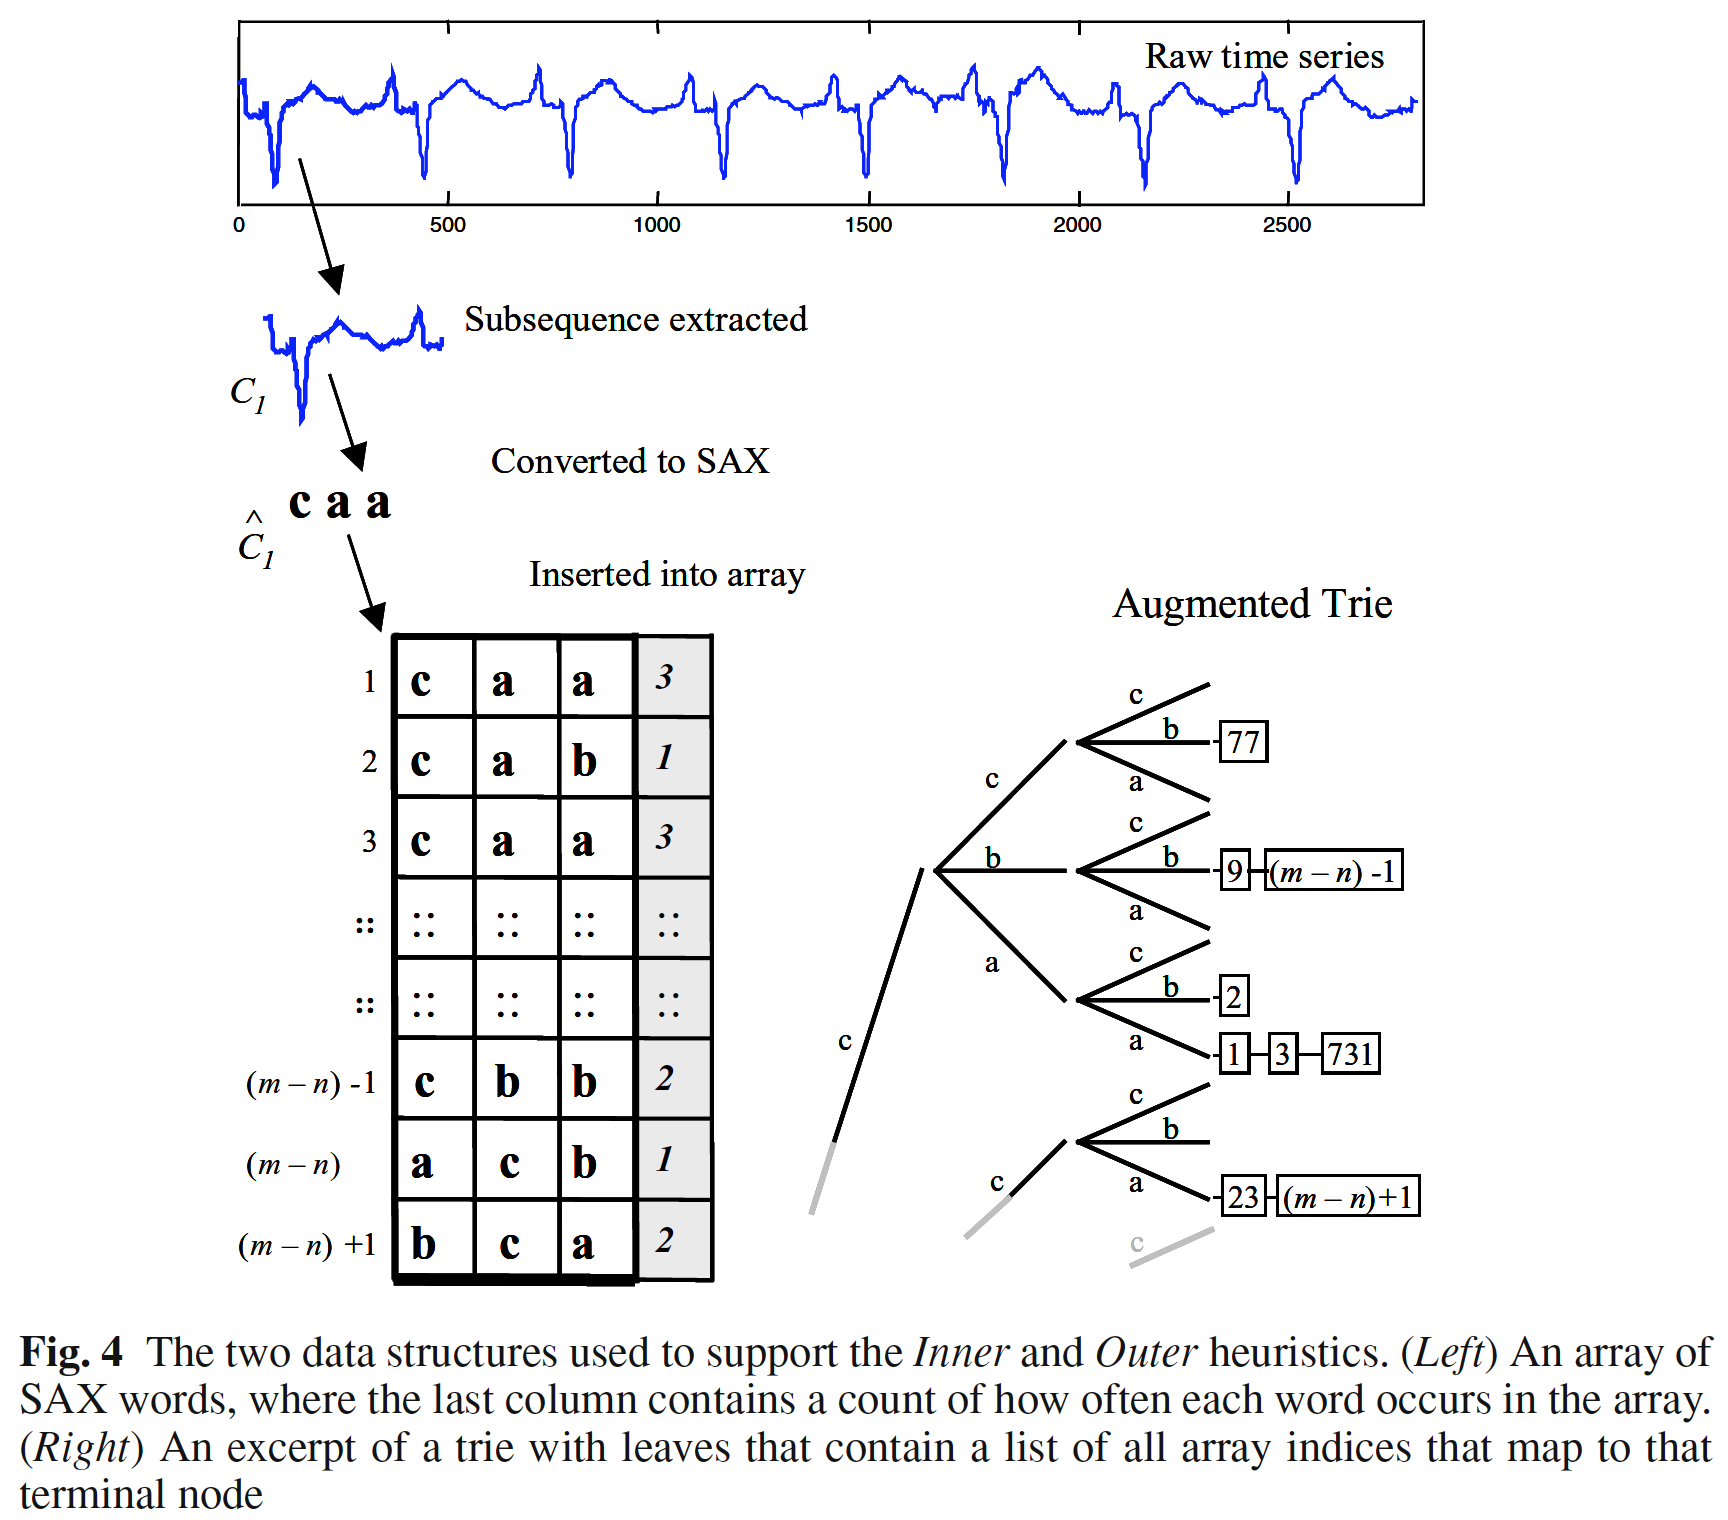 Raw time series
0 500 1000 1500 2000 2500
Subsequence extracted
C1
Converted to SAX
c a a
^
C1
Inserted into array
1 c a a 3
2 c a b 1
3 c a a 3
:: :: :: :: ::
:: :: :: :: ::
(m – n) -1 c b b 2
(m – n) a c b 1
(m – n) +1 b c a 2
Augmented Trie
c
b 77
c
a
c
b
b 9 (m – n) -1
a
c
a
b 2
a 1 3 731
c
c
b
c
a 23 (m – n)+1
c
Fig. 4 The two data structures used to support the Inner and Outer heuristics. (Left) An array of
SAX words, where the last column contains a count of how often each word occurs in the array.
(Right) An excerpt of a trie with leaves that contain a list of all array indices that map to that
terminal node